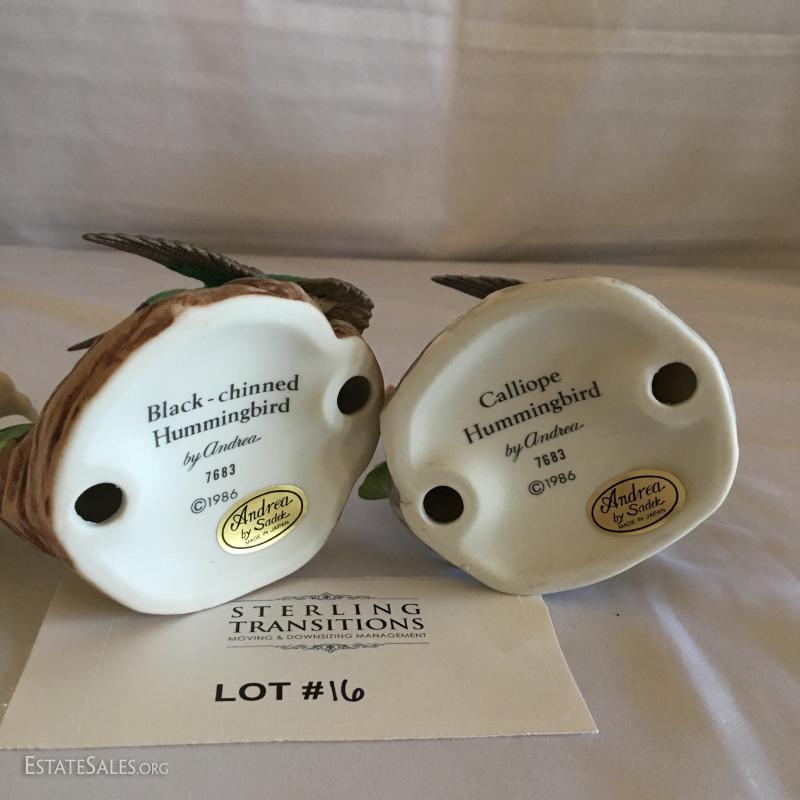 Black-chinned
Hummingbird
by Andrea
7683
©1986
Andrea
by Sadek
MADE IN JAPAN
Calliope
Hummingbird
by Andrea
7683
©1986
Andrea
by Sadek
MADE IN JAPAN
STERLING
TRANSITIONS
MOVING & DOWNSIZING MANAGEMENT
LOT #16
ESTATESALES.ORG